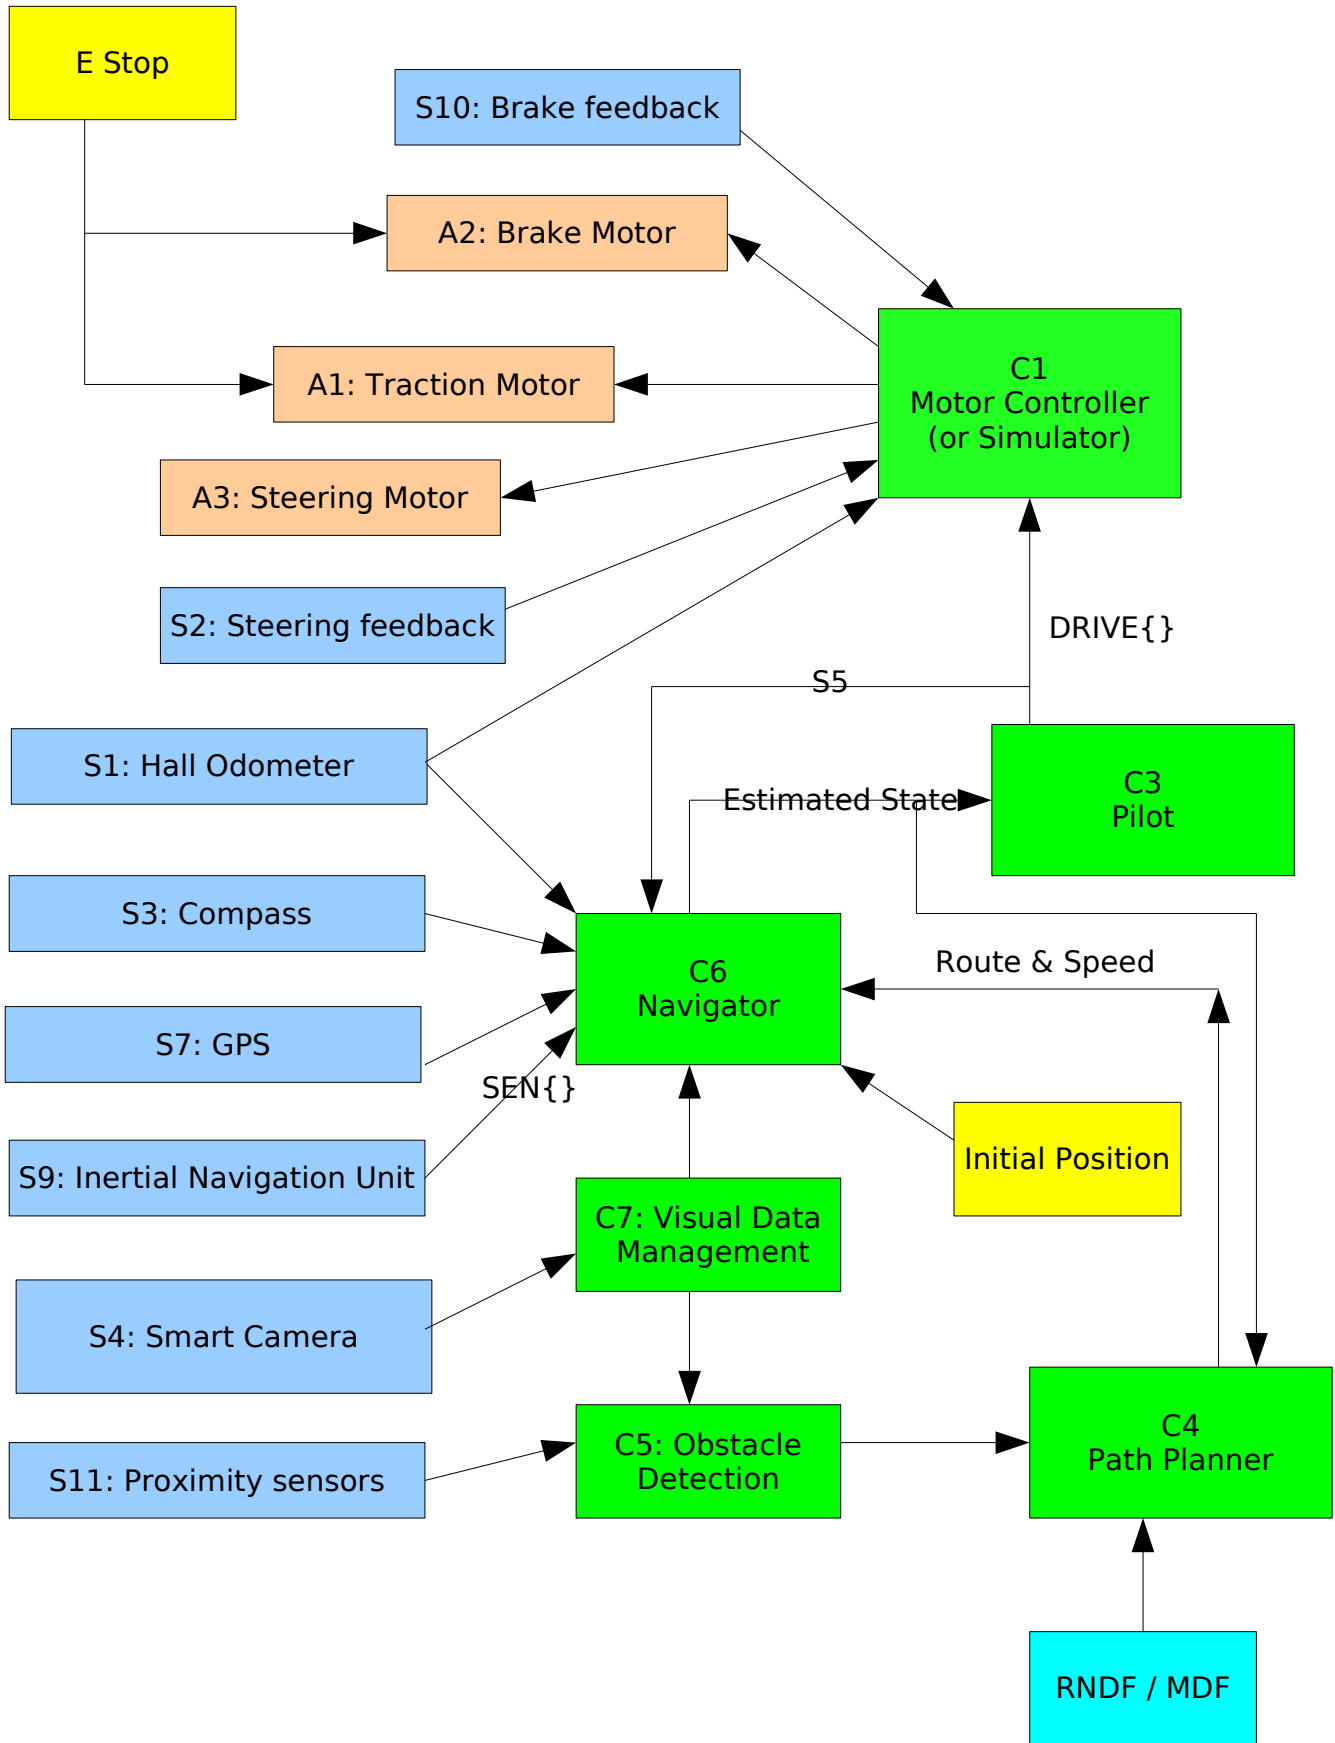 E Stop
S10: Brake feedback
A2: Brake Motor
A1: Traction Motor
C1
Motor Controller
(or Simulator)
A3: Steering Motor
S2: Steering feedback
DRIVE{}
S5
S1: Hall Odometer
Estimated State
C3
Pilot
S3: Compass
C6
Navigator
Route & Speed
S7: GPS
SEN{}
S9: Inertial Navigation Unit
Initial Position
C7: Visual Data
Management
S4: Smart Camera
C5: Obstacle
Detection
C4
Path Planner
S11: Proximity sensors
RNDF / MDF